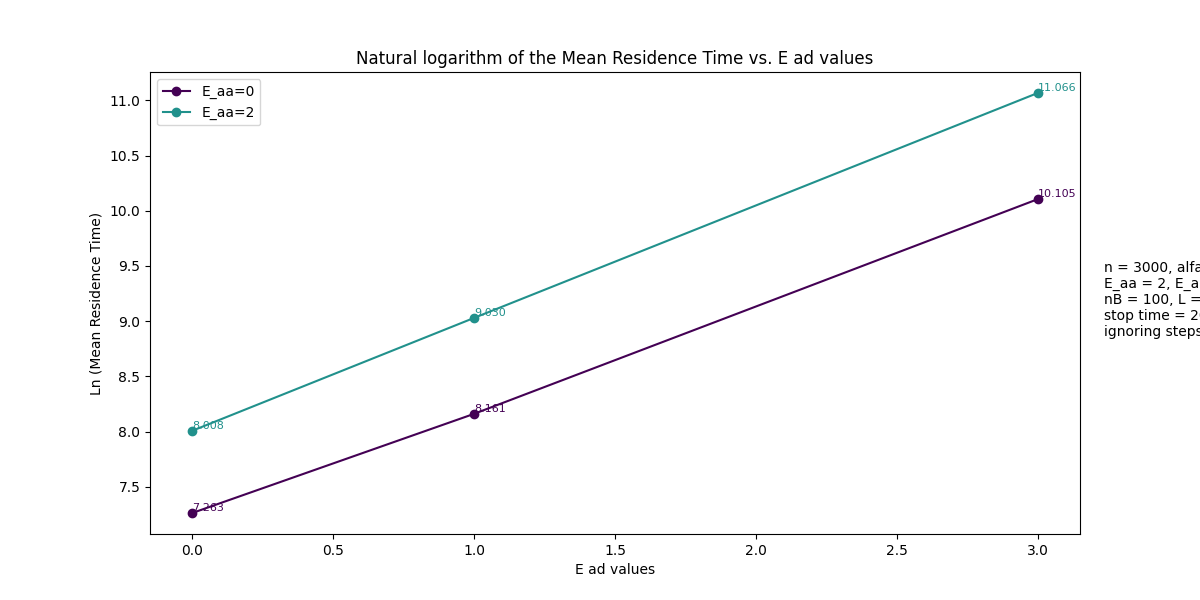 Natural logarithm of the Mean Residence Time vs. E ad values
E_aa=0
E_aa=2
Ln (Mean Residence Time)
11.0
10.5
10.0
9.5
9.0
8.5
8.0
7.5
11.066
10.105
9.030
8.161
8.008
7.263
n = 3000, alfa
E_aa = 2, E_a
nB = 100, L =
stop time = 2
ignoring steps
0.0 0.5 1.0 1.5 2.0 2.5 3.0
E ad values